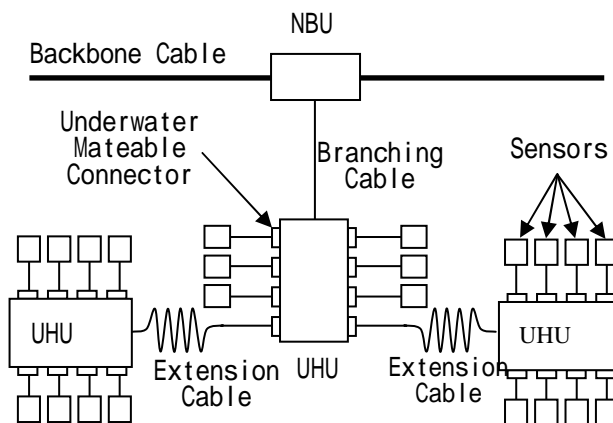 NBU
Backbone Cable
Underwater
Mateable
Connector
Branching
Cable
Sensors
UHU
Extension
Cable
UHU
Extension
Cable
UHU